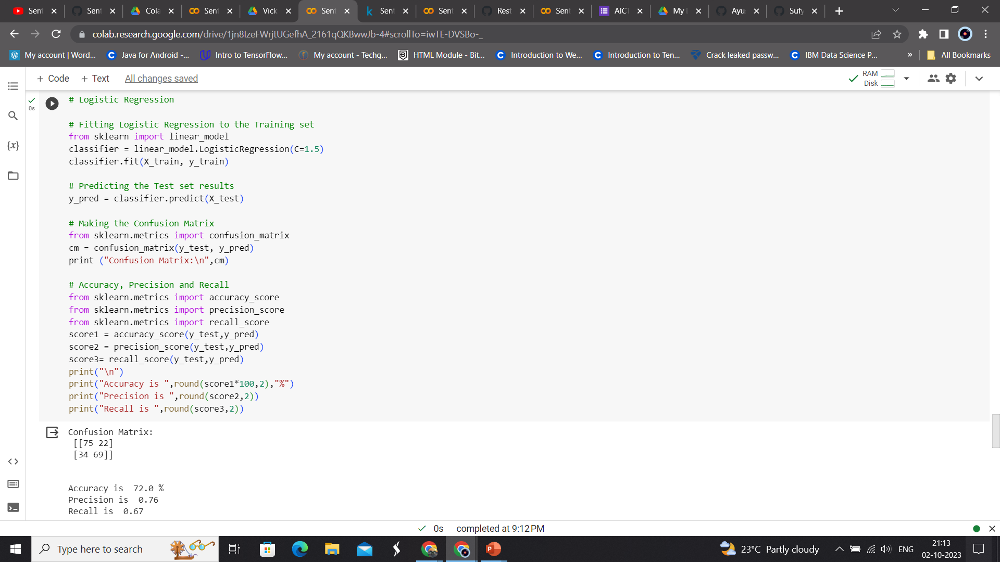 Sent
Sent
Cola
Sent
Vick
Sent
Sent
Sent
Rest
Sent
AICT
My
Ayu
Sufy
colab.research.google.com/drive/1jn8lzeFWrjtUGefhA_2161qQKBwwJb-4#scrollTo=iwTE-DVSBo-_
My account | Word...
Java for Android -...
Intro to TensorFlow...
My account - Techg...
HTML Module - Bit...
Introduction to We...
Introduction to Ten...
Crack leaked passw...
IBM Data Science P...
»
All Bookmarks
+ Code + Text All changes saved
RAM
Disk
0s
{x}
# Logistic Regression
# Fitting Logistic Regression to the Training set
from sklearn import linear_model
classifier = linear_model.LogisticRegression(C=1.5)
classifier.fit(X_train, y_train)
# Predicting the Test set results
y_pred = classifier.predict(X_test)
# Making the Confusion Matrix
from sklearn.metrics import confusion_matrix
cm = confusion_matrix(y_test, y_pred)
print ("Confusion Matrix:\n",cm)
# Accuracy, Precision and Recall
from sklearn.metrics import accuracy_score
from sklearn.metrics import precision_score
from sklearn.metrics import recall_score
score1 = accuracy_score(y_test,y_pred)
score2 = precision_score(y_test,y_pred)
score3= recall_score(y_test,y_pred)
print("\n")
print("Accuracy is ",round(score1*100,2),"%")
print("Precision is ",round(score2,2))
print("Recall is ",round(score3,2))
Confusion Matrix:
[[75 22]
[34 69]]
Accuracy is  72.0 %
Precision is  0.76
Recall is  0.67
0s completed at 9:12 PM
Type here to search
23°C Partly cloudy
ENG
21:13
02-10-2023